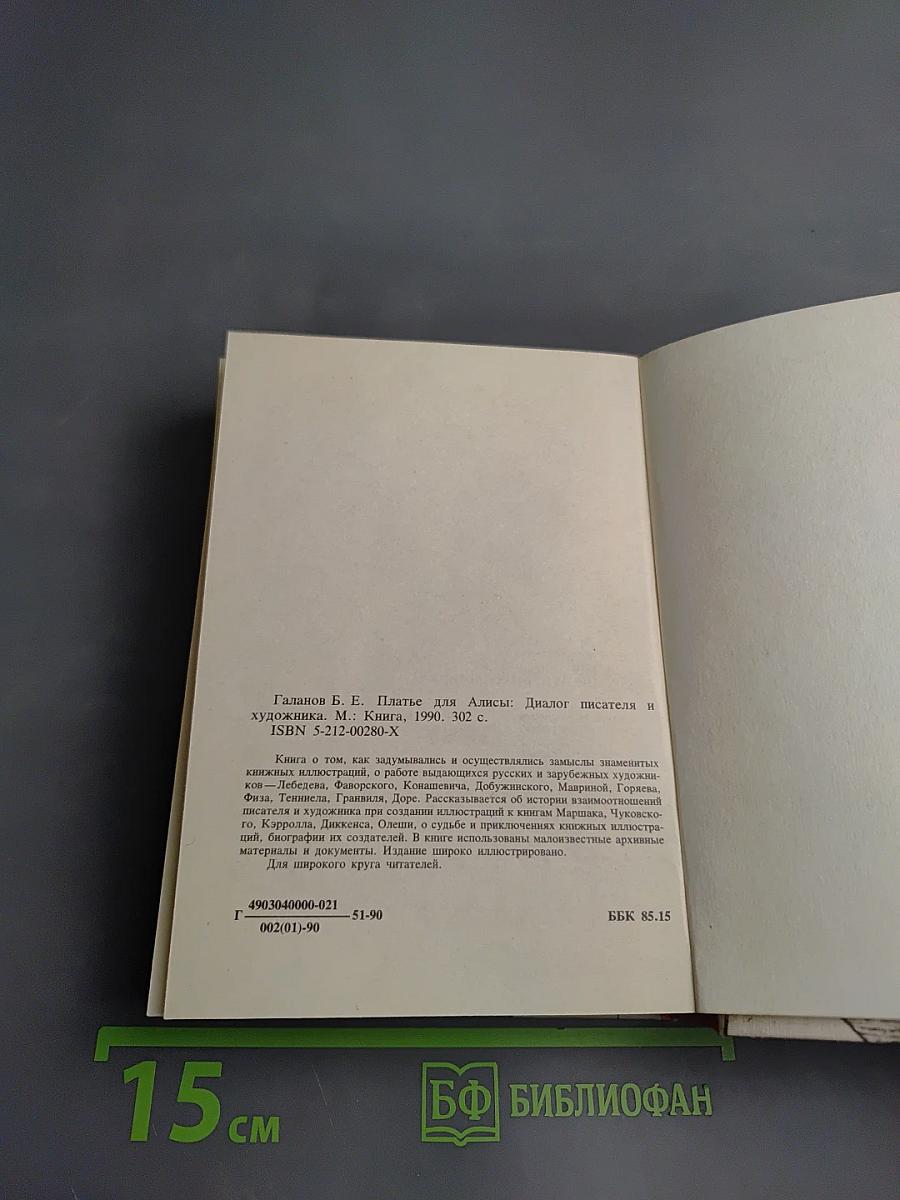 Галанов Б. Е. Платье для Алисы: Диалог писателя и
художника. М.: Книга, 1990. 302 с.
ISBN 5-212-00280-X
Книга о том, как задумывались и осуществлялись замыслы знаменитых
книжных иллюстраций, о работе выдающихся русских и зарубежных художни-
ков—Лебедева, Фаворского, Конашевича, Добужинского, Мавриной, Горяева,
Физа, Тенниела, Гранвиля, Доре. Рассказывается об истории взаимоотношений
писателя и художника при создании иллюстраций к книгам Маршака, Чуковско-
го, Кэрролла, Диккенса, Олеши, о судьбе и приключениях книжных иллюстра-
ций, биографии их создателей. В книге использованы малоизвестные архивные
материалы и документы. Издание широко иллюстрировано.
Для широкого круга читателей.
4903040000-021
Г 51-90
002(01)-90
ББК 85.15
15 см
БФ БИБЛИОФАН